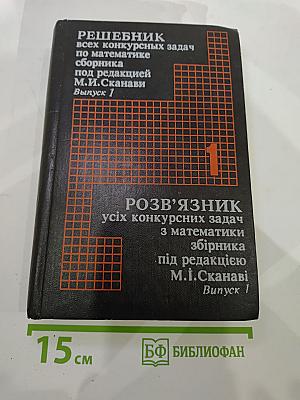 РЕШЕБНИК
всех конкурсных задач
по математике
сборника
под редакцией
М.И.Сканави
Выпуск 1
1
РОЗВ'ЯЗНИК
усіх конкурсних задач
з математики
збірника
під редакцією
М.І.Сканаві
Випуск 1
15 см
БФ БИБЛИОФАН